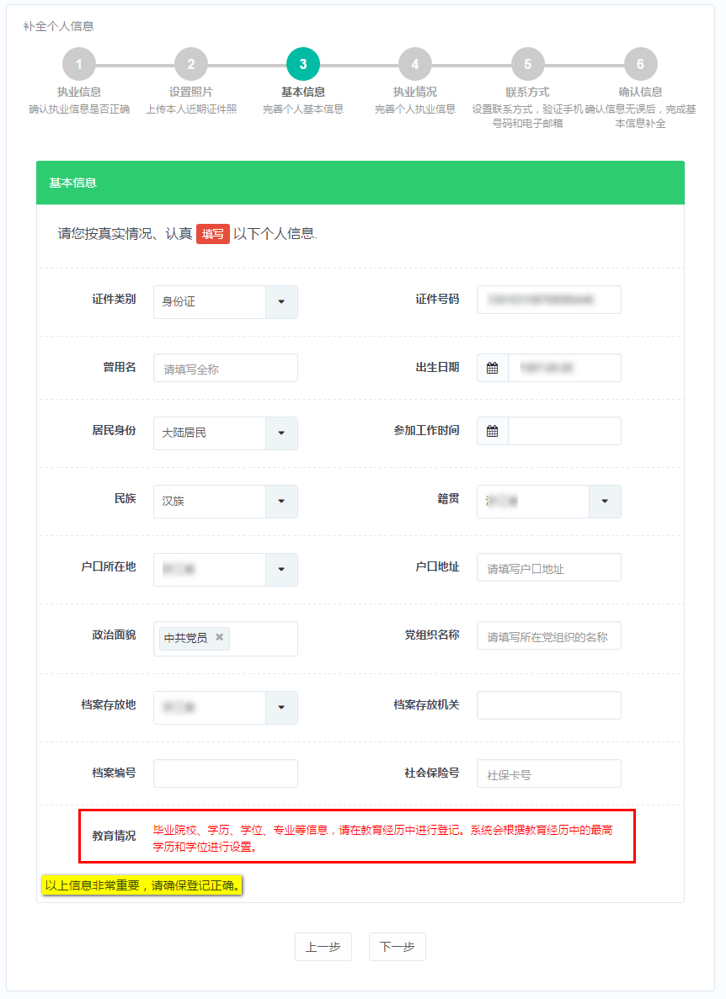 补全个人信息
1 2 3 4 5 6
执业信息 设置照片 基本信息 执业情况 联系方式 确认信息
确认执业信息是否正确 上传本人近期证件照 完善个人基本信息 完善个人执业信息 设置联系方式，验证手机 确认信息无误后，完成基
号码和电子邮箱 本信息补全
基本信息
请您按真实情况、认真 填写 以下个人信息.
证件类别 身份证 证件号码
曾用名 请填写全称 出生日期
居民身份 大陆居民 参加工作时间
民族 汉族 籍贯
户口所在地 户口地址 请填写户口地址
政治面貌 中共党员 ✖ 党组织名称 请填写所在党组织的名称
档案存放地 档案存放机关
档案编号 社会保险号 社保卡号
教育情况 毕业院校、学历、学位、专业等信息，请在教育经历中进行登记。系统会根据教育经历中的最高
学历和学位进行设置。
以上信息非常重要，请确保登记正确。
上一步 下一步